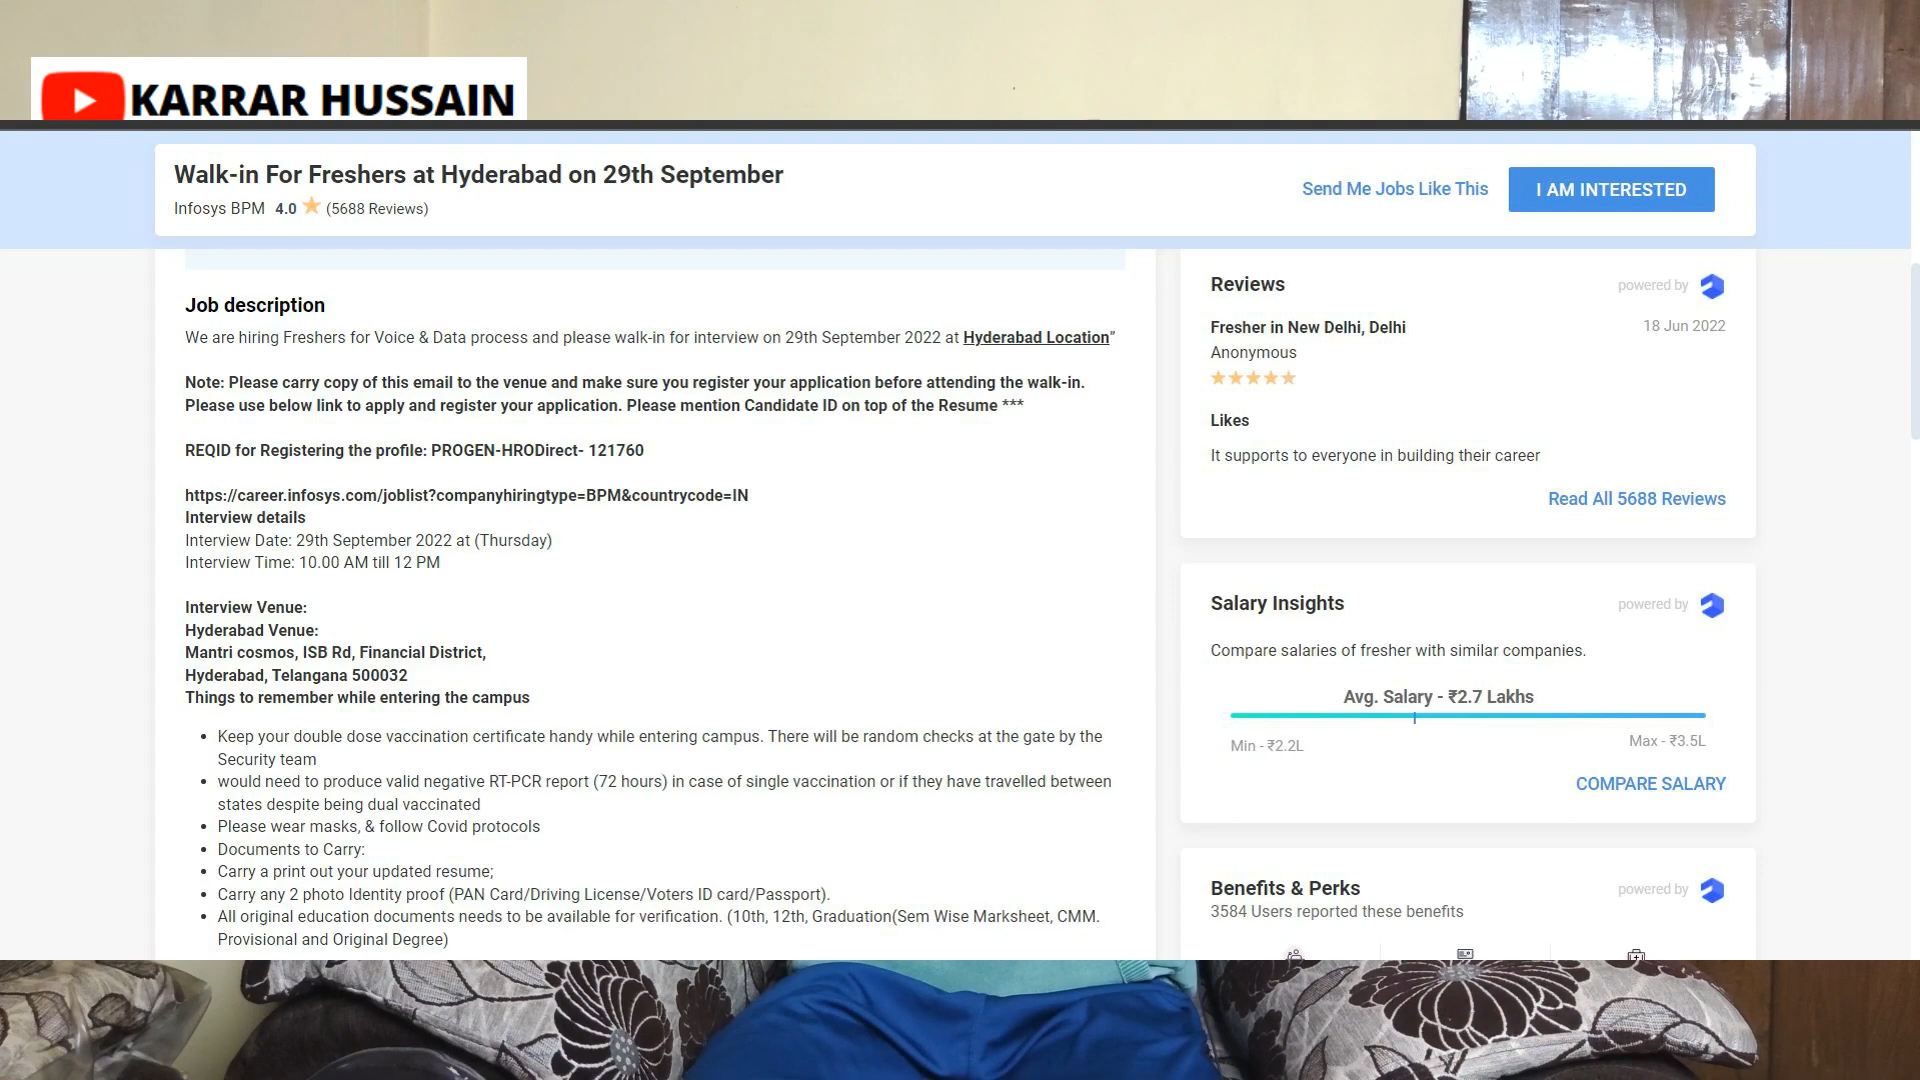 KARRAR HUSSAIN
Walk-in For Freshers at Hyderabad on 29th September
Infosys BPM 4.0 (5688 Reviews)
Send Me Jobs Like This
I AM INTERESTED
Job description
We are hiring Freshers for Voice & Data process and please walk-in for interview on 29th September 2022 at Hyderabad Location”
Note: Please carry copy of this email to the venue and make sure you register your application before attending the walk-in.
Please use below link to apply and register your application. Please mention Candidate ID on top of the Resume ***
REQID for Registering the profile: PROGEN-HRODirect- 121760
https://career.infosys.com/joblist?companyhiringtype=BPM&countrycode=IN
Interview details
Interview Date: 29th September 2022 at (Thursday)
Interview Time: 10.00 AM till 12 PM
Interview Venue:
Hyderabad Venue:
Mantri cosmos, ISB Rd, Financial District,
Hyderabad, Telangana 500032
Things to remember while entering the campus
• Keep your double dose vaccination certificate handy while entering campus. There will be random checks at the gate by the
Security team
• would need to produce valid negative RT-PCR report (72 hours) in case of single vaccination or if they have travelled between
states despite being dual vaccinated
• Please wear masks, & follow Covid protocols
• Documents to Carry:
• Carry a print out your updated resume;
• Carry any 2 photo Identity proof (PAN Card/Driving License/Voters ID card/Passport).
• All original education documents needs to be available for verification. (10th, 12th, Graduation(Sem Wise Marksheet, CMM.
Provisional and Original Degree)
Reviews
powered by
Fresher in New Delhi, Delhi
18 Jun 2022
Anonymous
Likes
It supports to everyone in building their career
Read All 5688 Reviews
Salary Insights
powered by
Compare salaries of fresher with similar companies.
Avg. Salary - ₹2.7 Lakhs
Min - ₹2.2L
Max - ₹3.5L
COMPARE SALARY
Benefits & Perks
powered by
3584 Users reported these benefits